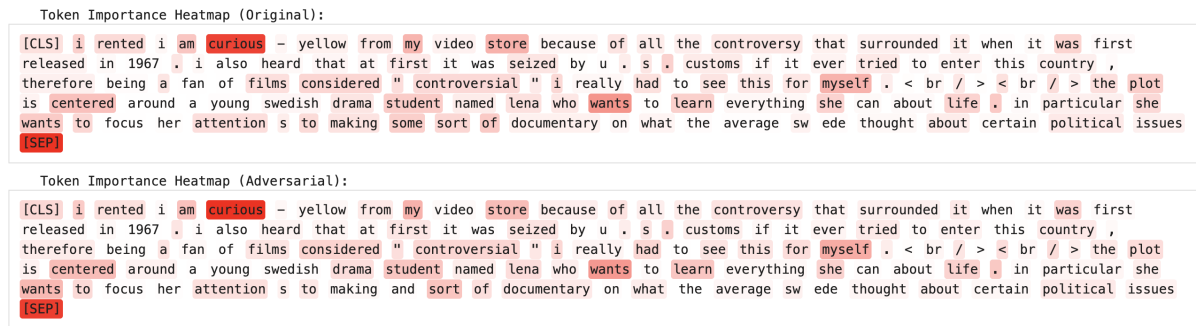 Token Importance Heatmap (Original):
[CLS] i rented i am curious – yellow from my video store because of all the controversy that surrounded it when it was first
released in 1967 . i also heard that at first it was seized by u . s . customs if it ever tried to enter this country ,
therefore being a fan of films considered " controversial " i really had to see this for myself . < br / > < br / > the plot
is centered around a young swedish drama student named lena who wants to learn everything she can about life . in particular she
wants to focus her attention s to making some sort of documentary on what the average sw ede thought about certain political issues
[SEP]
Token Importance Heatmap (Adversarial):
[CLS] i rented i am curious – yellow from my video store because of all the controversy that surrounded it when it was first
released in 1967 . i also heard that at first it was seized by u . s . customs if it ever tried to enter this country ,
therefore being a fan of films considered " controversial " i really had to see this for myself . < br / > < br / > the plot
is centered around a young swedish drama student named lena who wants to learn everything she can about life . in particular she
wants to focus her attention s to making and sort of documentary on what the average sw ede thought about certain political issues
[SEP]